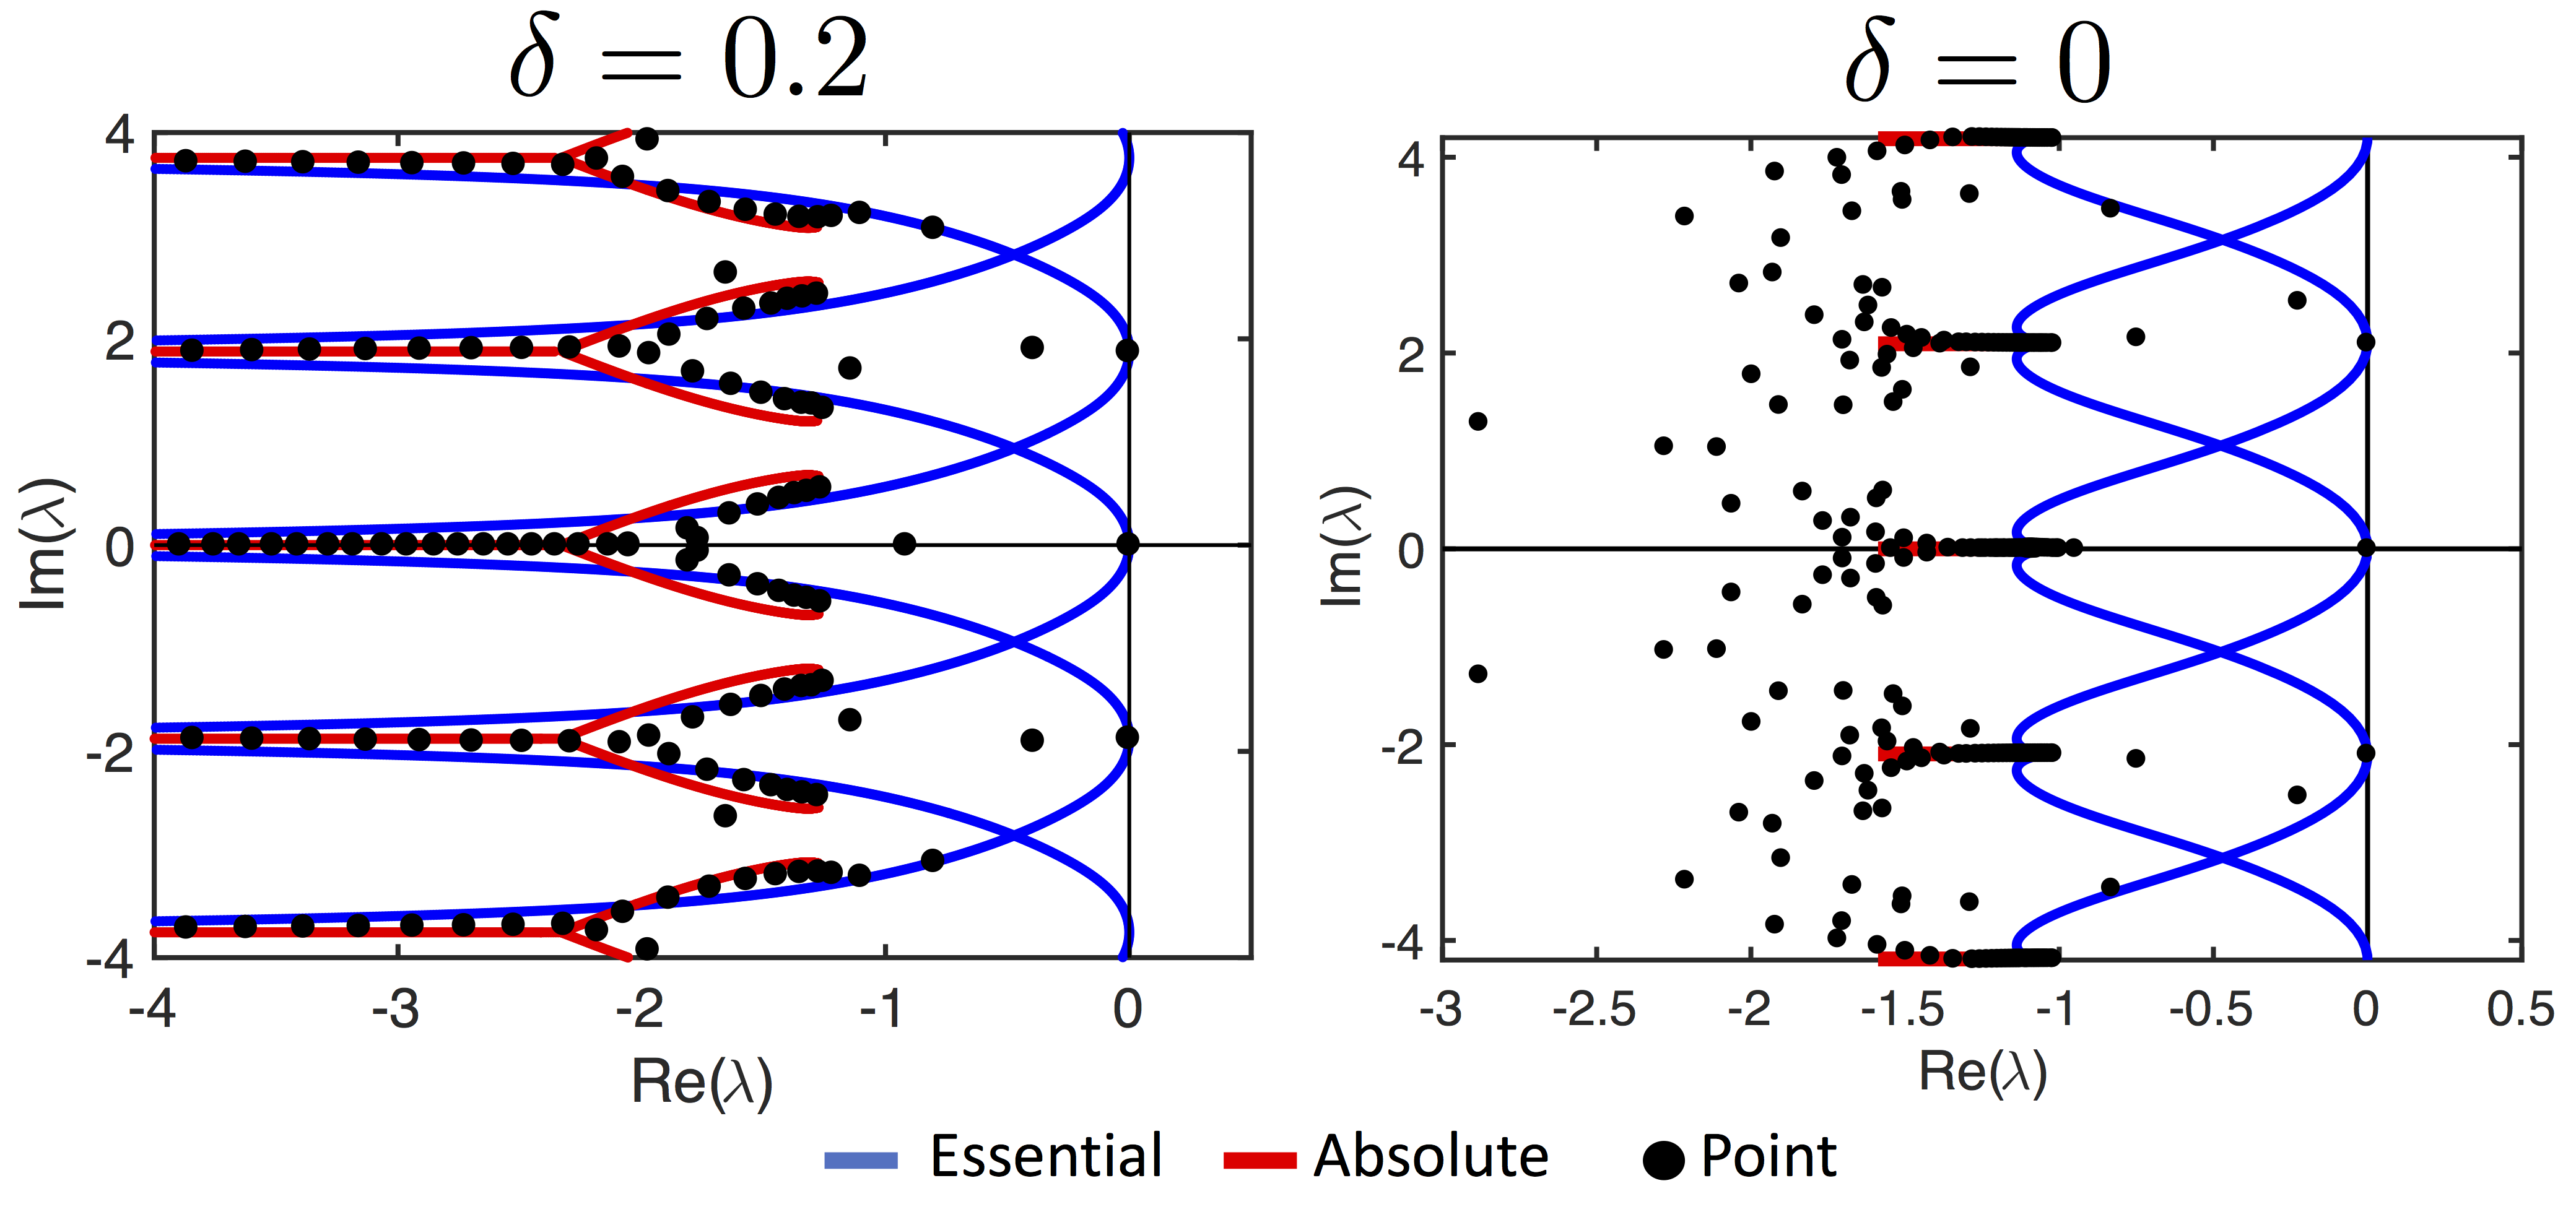 δ = 0.2
δ = 0
4
2
0
-2
-4
Im(λ)
-4
-3
-2
-1
0
Re(λ)
4
2
0
-2
-4
Im(λ)
-3
-2.5
-2
-1.5
-1
-0.5
0
0.5
Re(λ)
Essential
Absolute
Point